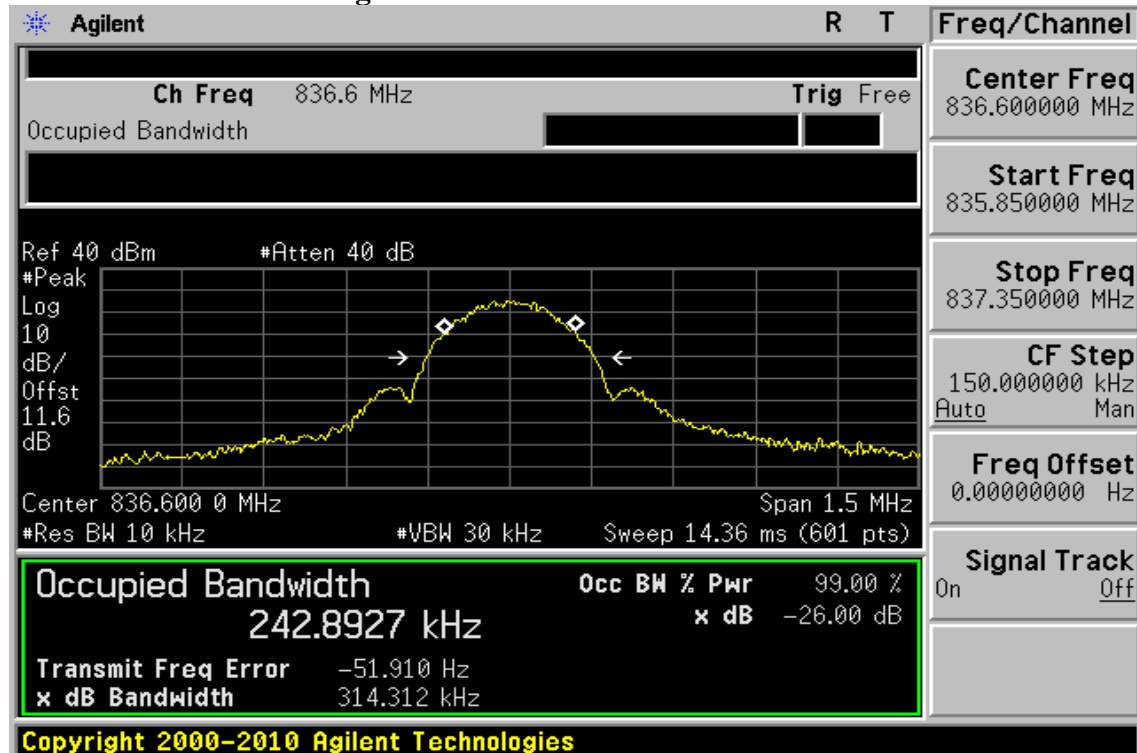 Agilent R T Freq/Channel
Ch Freq 836.6 MHz Trig Free
Occupied Bandwidth
Center Freq
836.600000 MHz
Start Freq
835.850000 MHz
Stop Freq
837.350000 MHz
CF Step
150.000000 kHz
Auto Man
Freq Offset
0.00000000 Hz
Signal Track
On Off
Ref 40 dBm #Atten 40 dB
#Peak
Log
10
dB/
Offst
11.6
dB
Center 836.600 0 MHz Span 1.5 MHz
#Res BW 10 kHz #VBW 30 kHz Sweep 14.36 ms (601 pts)
Occupied Bandwidth Occ BW % Pwr 99.00 %
242.8927 kHz x dB -26.00 dB
Transmit Freq Error -51.910 Hz
x dB Bandwidth 314.312 kHz
Copyright 2000-2010 Agilent Technologies